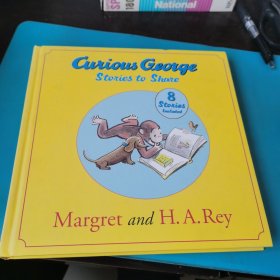 National
Curious George
Stories to Share
8
Stories
Included
Margret and H. A. Rey